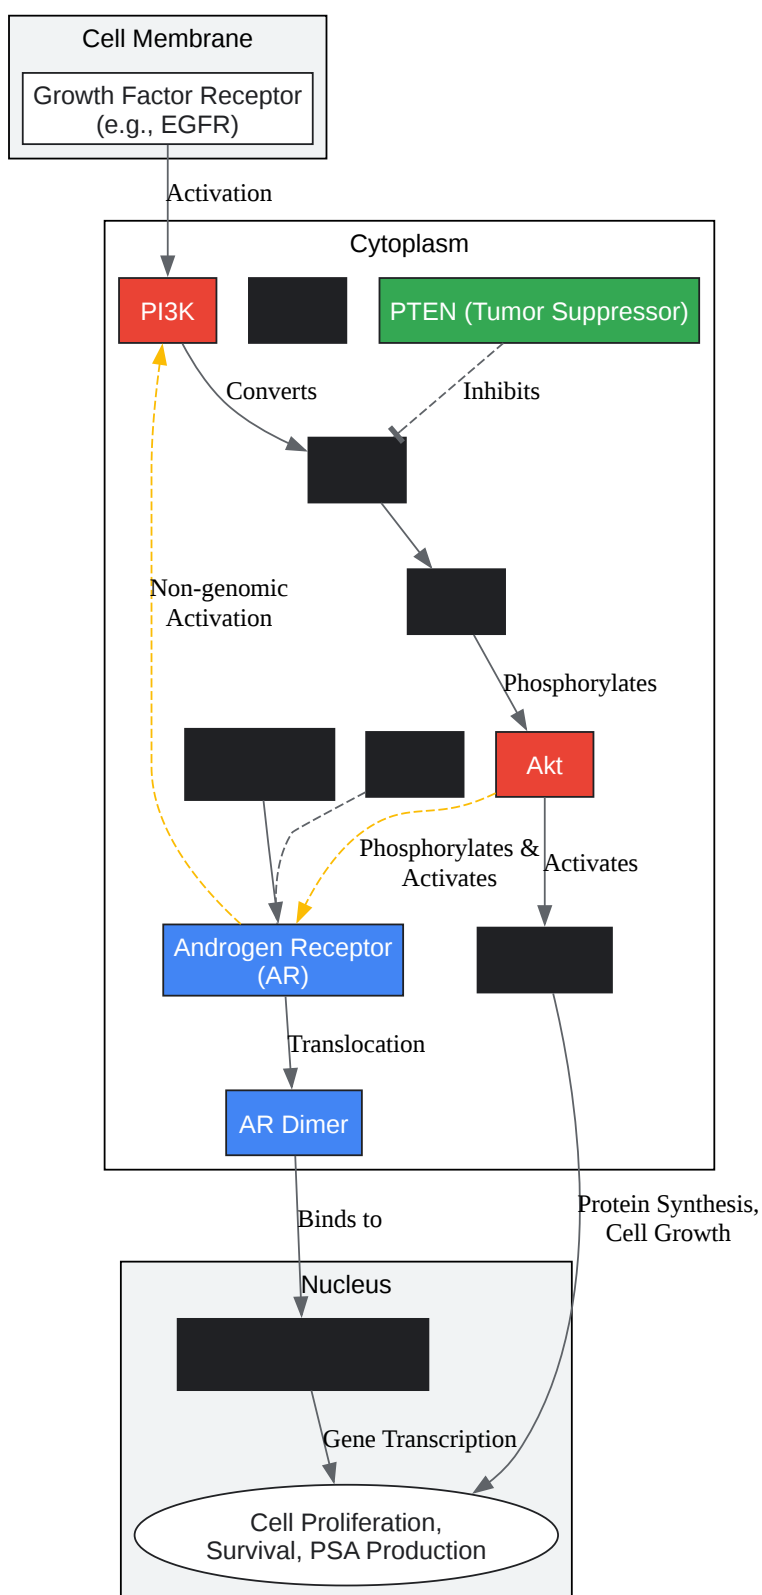 Cell Membrane
Growth Factor Receptor
(e.g., EGFR)
Activation
Cytoplasm
PI3K
PTEN (Tumor Suppressor)
Converts
Inhibits
Non-genomic
Activation
Phosphorylates
Akt
Phosphorylates &
Activates
Activates
Androgen Receptor
(AR)
Translocation
AR Dimer
Protein Synthesis,
Cell Growth
Binds to
Nucleus
Gene Transcription
Cell Proliferation,
Survival, PSA Production